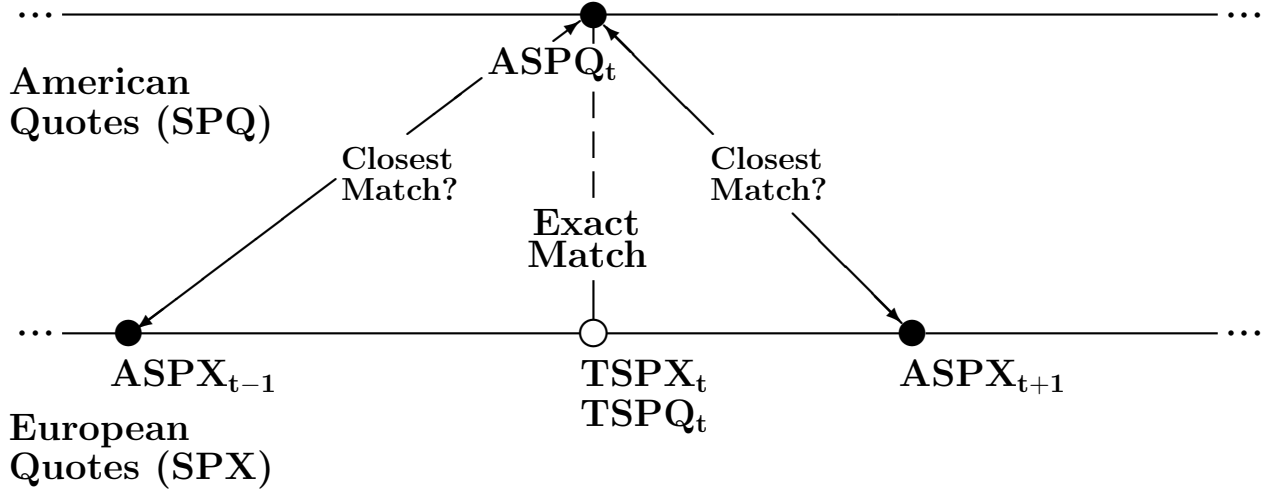 ... ...
ASPQt
American
Quotes (SPQ)
Closest
Match?
Closest
Match?
Exact
Match
... ...
ASPXt−1
TSPXt
TSPQt
ASPXt+1
European
Quotes (SPX)